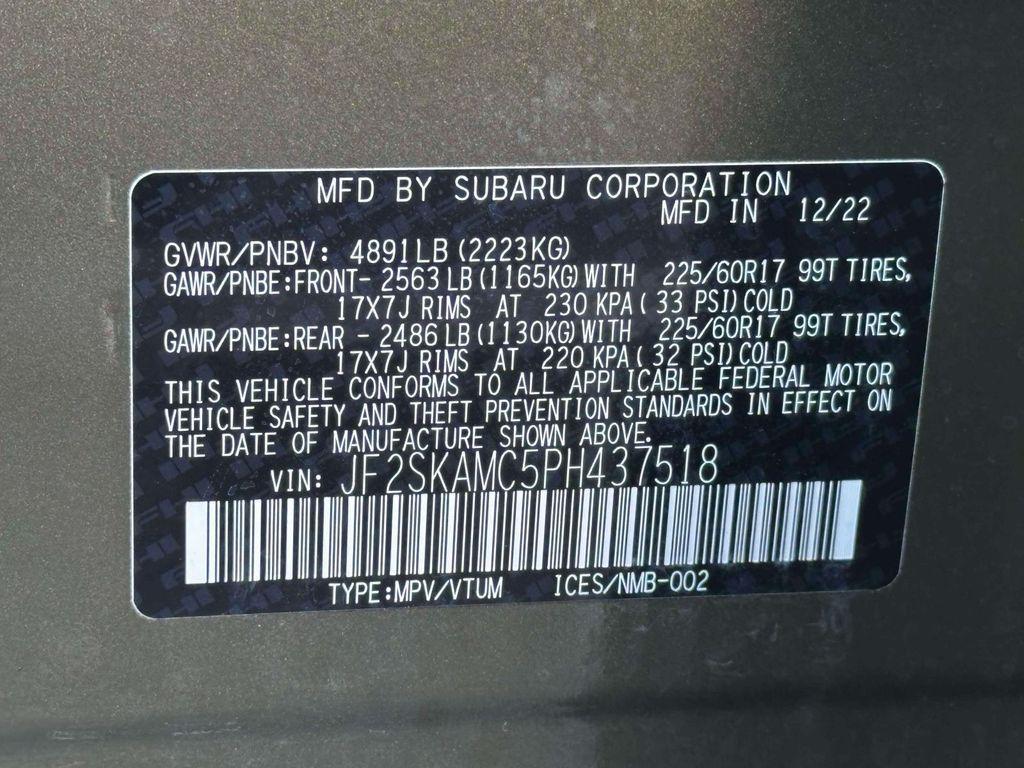 MFD BY SUBARU CORPORATION
MFD IN 12/22
GVWR/PNBV: 4891LB (2223KG)
GAWR/PNBE:FRONT- 2563 LB (1165KG) WITH 225/60R17 99T TIRES,
17X7J RIMS AT 230 KPA ( 33 PSI) COLD
GAWR/PNBE:REAR - 2486 LB (1130KG) WITH 225/60R17 99T TIRES,
17X7J RIMS AT 220 KPA ( 32 PSI) COLD
THIS VEHICLE CONFORMS TO ALL APPLICABLE FEDERAL MOTOR
VEHICLE SAFETY AND THEFT PREVENTION STANDARDS IN EFFECT ON
THE DATE OF MANUFACTURE SHOWN ABOVE.
VIN: JF2SKAMC5PH437518
TYPE:MPV/VTUM ICES/NMB-002